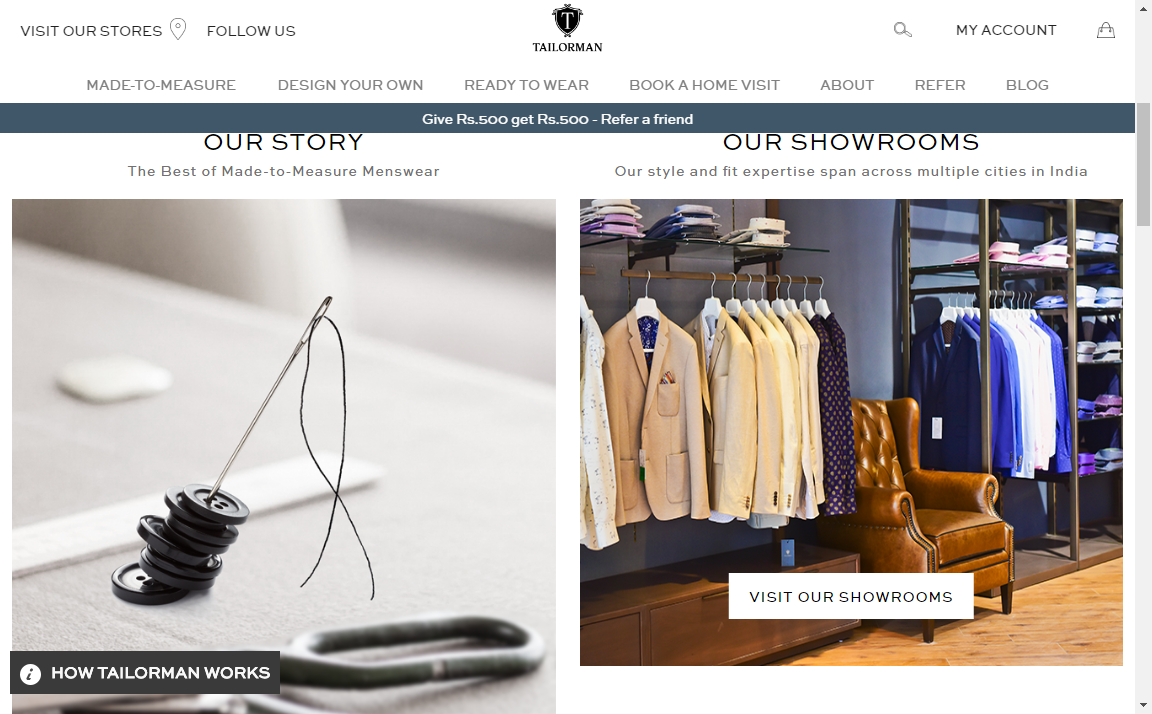 VISIT OUR STORES
FOLLOW US
T
TAILORMAN
MY ACCOUNT
MADE-TO-MEASURE
DESIGN YOUR OWN
READY TO WEAR
BOOK A HOME VISIT
ABOUT
REFER
BLOG
Give Rs.500 get Rs.500 - Refer a friend
OUR STORY
The Best of Made-to-Measure Menswear
OUR SHOWROOMS
Our style and fit expertise span across multiple cities in India
VISIT OUR SHOWROOMS
i HOW TAILORMAN WORKS